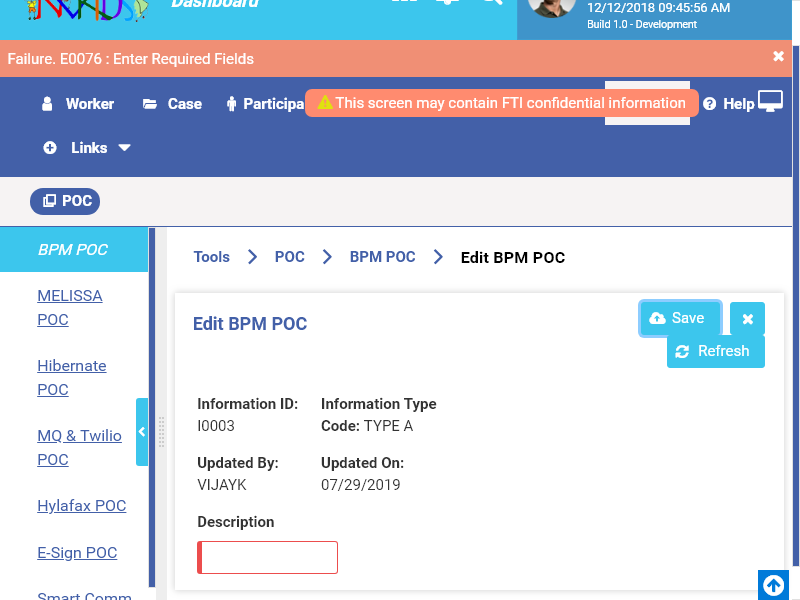 Dashboard
12/12/2018 09:45:56 AM
Build 1.0 - Development
Failure. E0076 : Enter Required Fields
Worker
Case
Participa
This screen may contain FTI confidential information
Help
Links
POC
BPM POC
MELISSA
POC
Hibernate
POC
MQ & Twilio
POC
Hylafax POC
E-Sign POC
Smart Comm
Tools
POC
BPM POC
Edit BPM POC
Edit BPM POC
Save
Refresh
Information ID:
I0003
Information Type
Code: TYPE A
Updated By:
VIJAYK
Updated On:
07/29/2019
Description